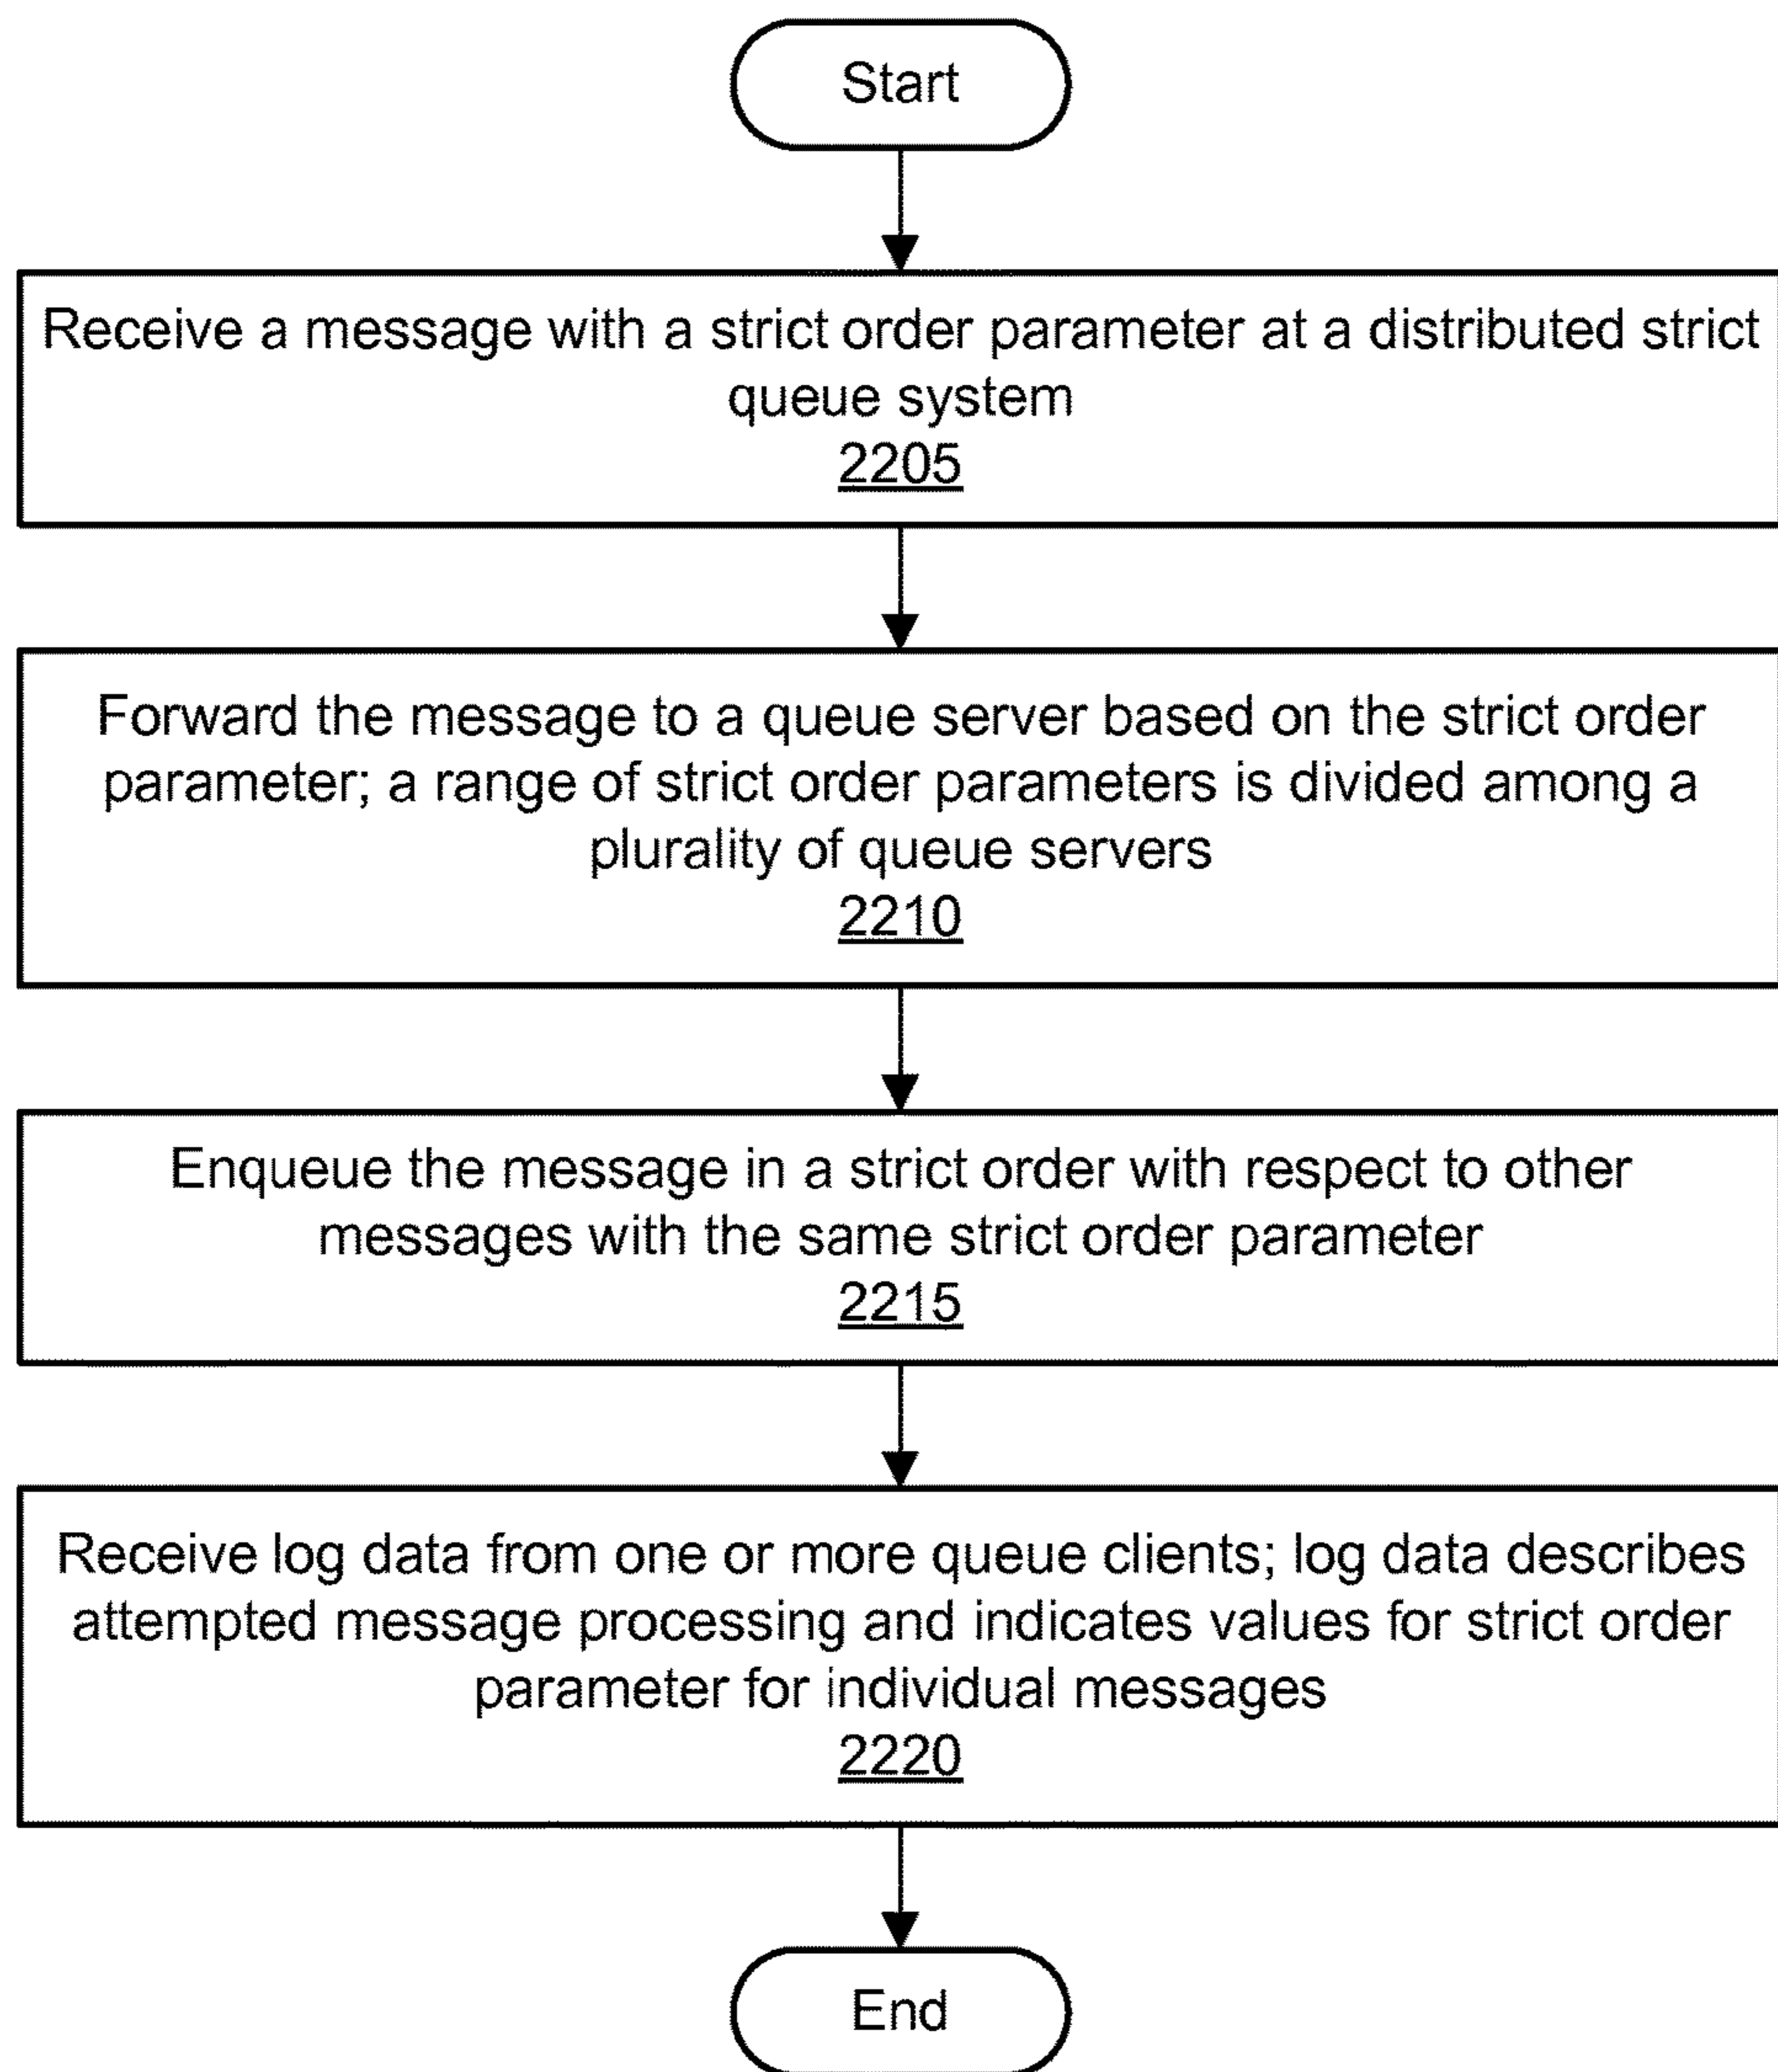 Start
Receive a message with a strict order parameter at a distributed strict
queue system
2205
Forward the message to a queue server based on the strict order
parameter; a range of strict order parameters is divided among a
plurality of queue servers
2210
Enqueue the message in a strict order with respect to other
messages with the same strict order parameter
2215
Receive log data from one or more queue clients; log data describes
attempted message processing and indicates values for strict order
parameter for individual messages
2220
End